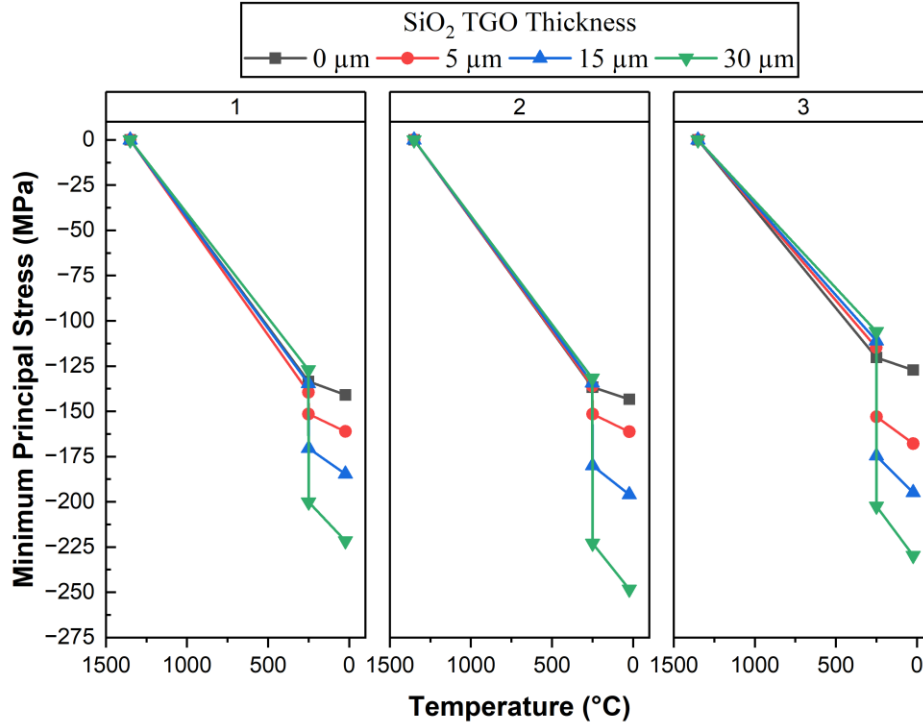 SiO₂ TGO Thickness
0 µm 5 µm 15 µm 30 µm
1 2 3
0
−25
−50
−75
−100
−125
−150
−175
−200
−225
−250
−275
Minimum Principal Stress (MPa)
1500 1000 500 0 1500 1000 500 0 1500 1000 500 0
Temperature (°C)